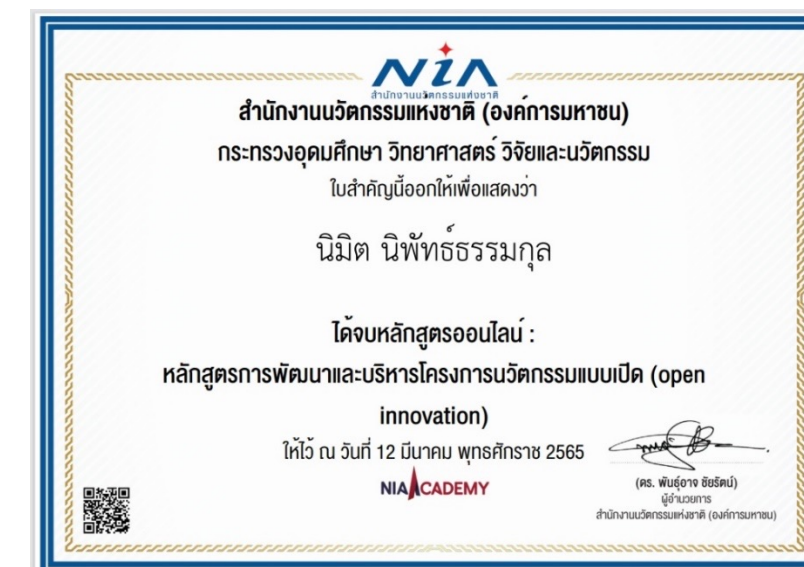 NiA
สำนักงานนวัตกรรมแห่งชาติ
สำนักงานนวัตกรรมแห่งชาติ (องค์การมหาชน)
กระทรวงอุดมศึกษา วิทยาศาสตร์ วิจัยและนวัตกรรม
ใบสำคัญนี้ออกให้เพื่อแสดงว่า
นิมิต นิพัทธ์ธรรมกุล
ได้จบหลักสูตรออนไลน์ :
หลักสูตรการพัฒนาและบริหารโครงการนวัตกรรมแบบเปิด (open
innovation)
ให้ไว้ ณ วันที่ 12 มีนาคม พุทธศักราช 2565
NIA ACADEMY
(ดร. พันธุ์อาจ ชัยรัตน์)
ผู้อำนวยการ
สำนักงานนวัตกรรมแห่งชาติ (องค์การมหาชน)